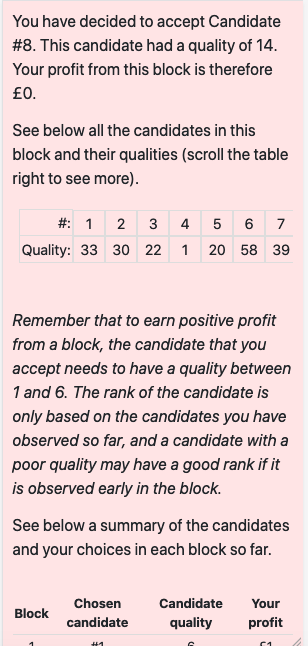 You have decided to accept Candidate
#8. This candidate had a quality of 14.
Your profit from this block is therefore
£0.
See below all the candidates in this
block and their qualities (scroll the table
right to see more).
#: 1 2 3 4 5 6 7
Quality: 33 30 22 1 20 58 39
Remember that to earn positive profit
from a block, the candidate that you
accept needs to have a quality between
1 and 6. The rank of the candidate is
only based on the candidates you have
observed so far, and a candidate with a
poor quality may have a good rank if it
is observed early in the block.
See below a summary of the candidates
and your choices in each block so far.
Block Chosen candidate Candidate quality Your profit
1 #1 6 £1